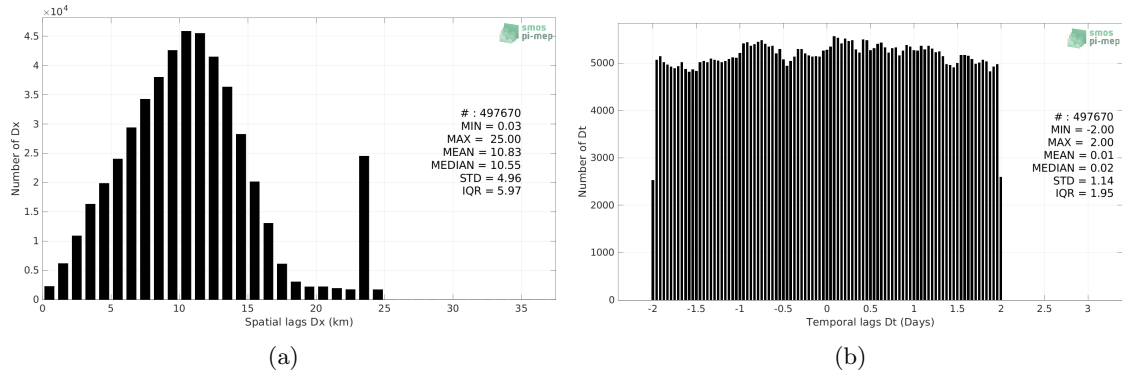 ×10⁴
4.5
4
3.5
3
2.5
2
1.5
1
0.5
0
Number of Dx
0 5 10 15 20 25 30 35
Spatial lags Dx (km)
smos
pi-mep
# : 497670
MIN = 0.03
MAX = 25.00
MEAN = 10.83
MEDIAN = 10.55
STD = 4.96
IQR = 5.97
(a)
5000
4000
3000
2000
1000
0
Number of Dt
-2 -1.5 -1 -0.5 0 0.5 1 1.5 2 2.5 3
Temporal lags Dt (Days)
smos
pi-mep
# : 497670
MIN = -2.00
MAX = 2.00
MEAN = 0.01
MEDIAN = 0.02
STD = 1.14
IQR = 1.95
(b)